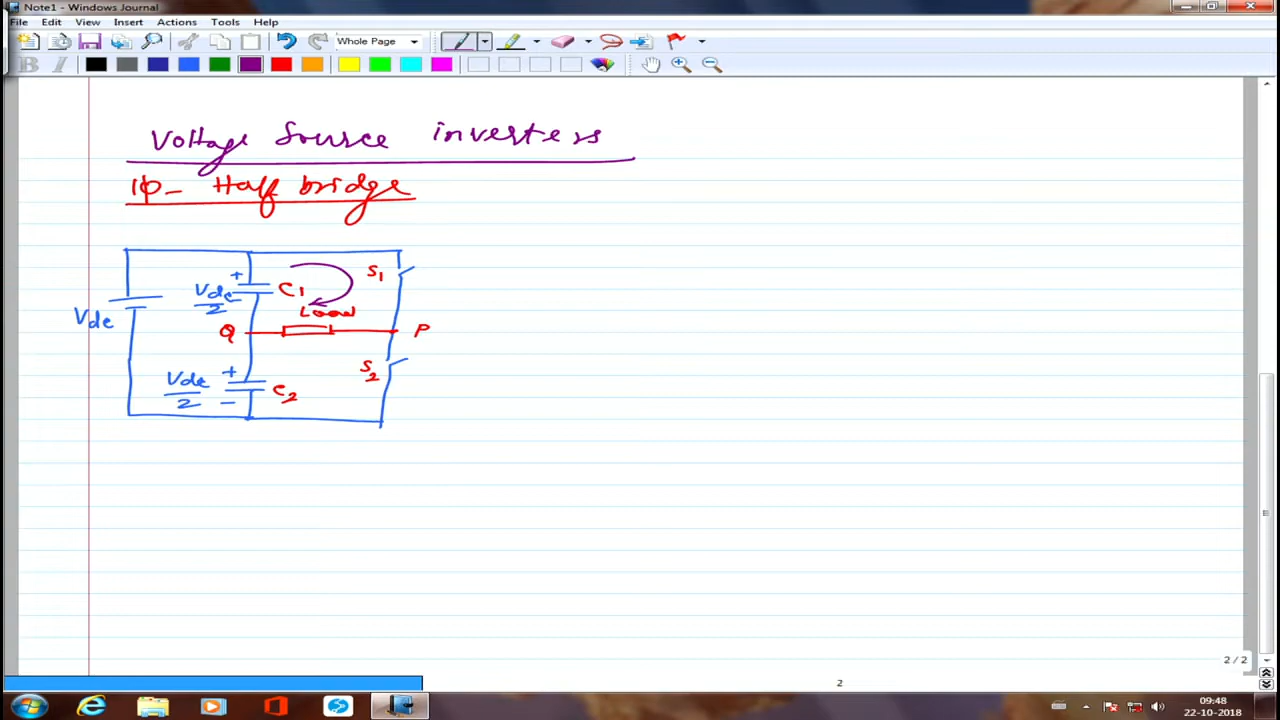 Note1 - Windows Journal
File Edit View Insert Actions Tools Help
Whole Page
B I
Voltage Source inverters
1φ- Half bridge
Vdc
+
Vdc/2
C1
S1
Load
Q
P
S2
+
Vdc/2
-
C2
2/2
2
09:48
22-10-2018